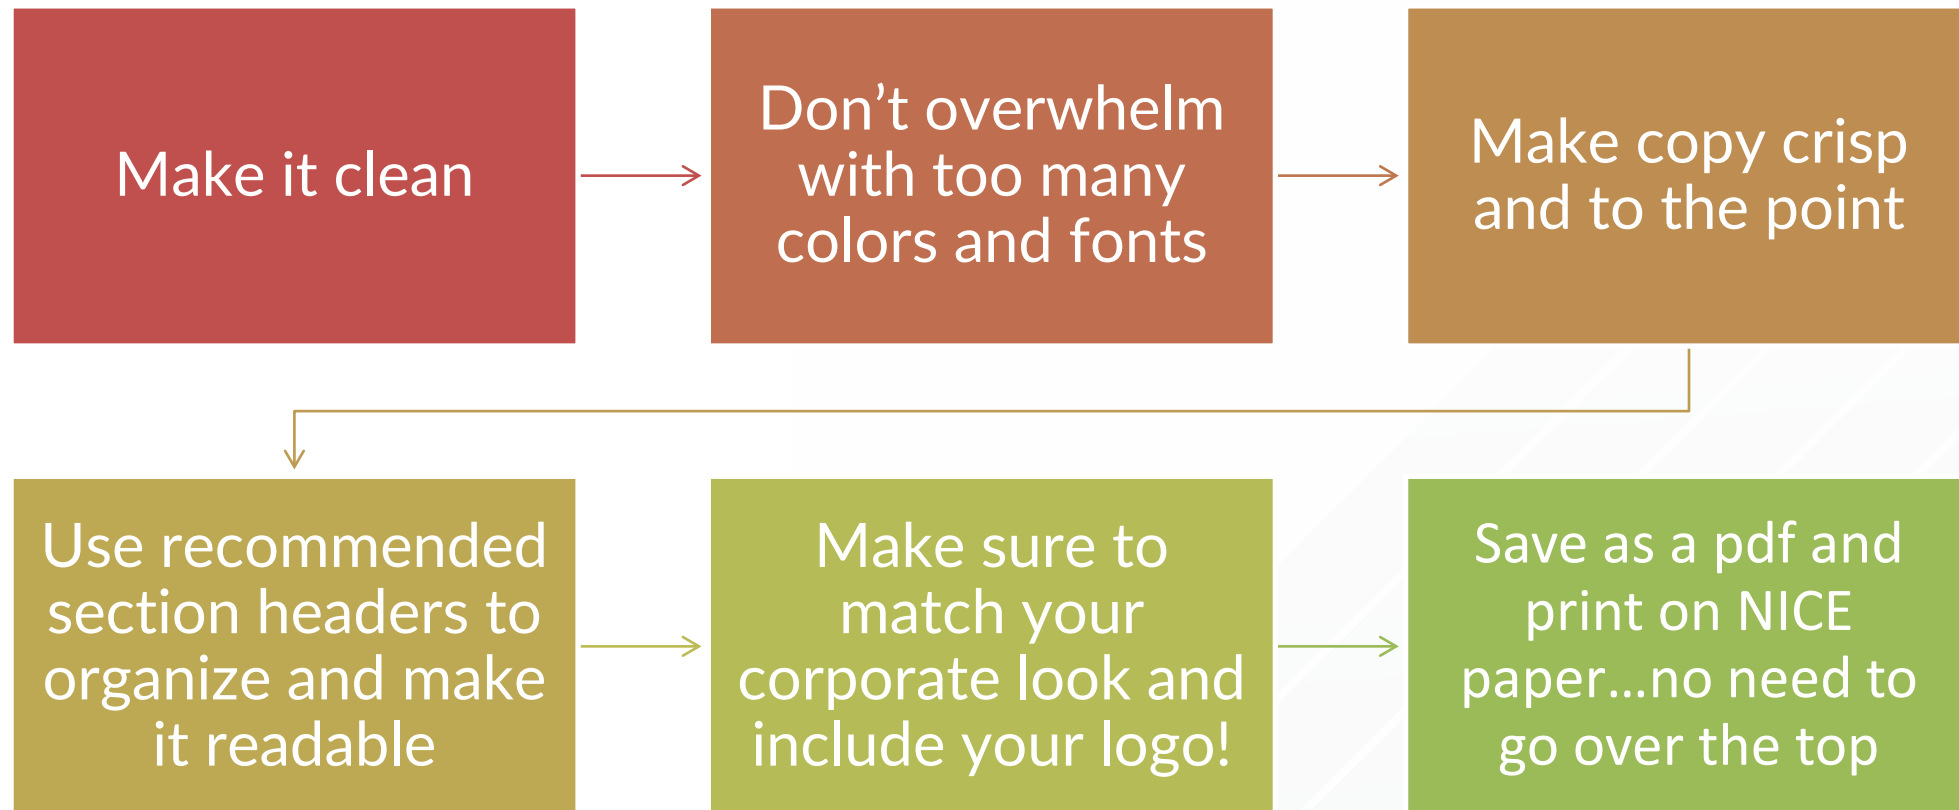 Make it clean
Don’t overwhelm
with too many
colors and fonts
Make copy crisp
and to the point
Use recommended
section headers to
organize and make
it readable
Make sure to
match your
corporate look and
include your logo!
Save as a pdf and
print on NICE
paper...no need to
go over the top